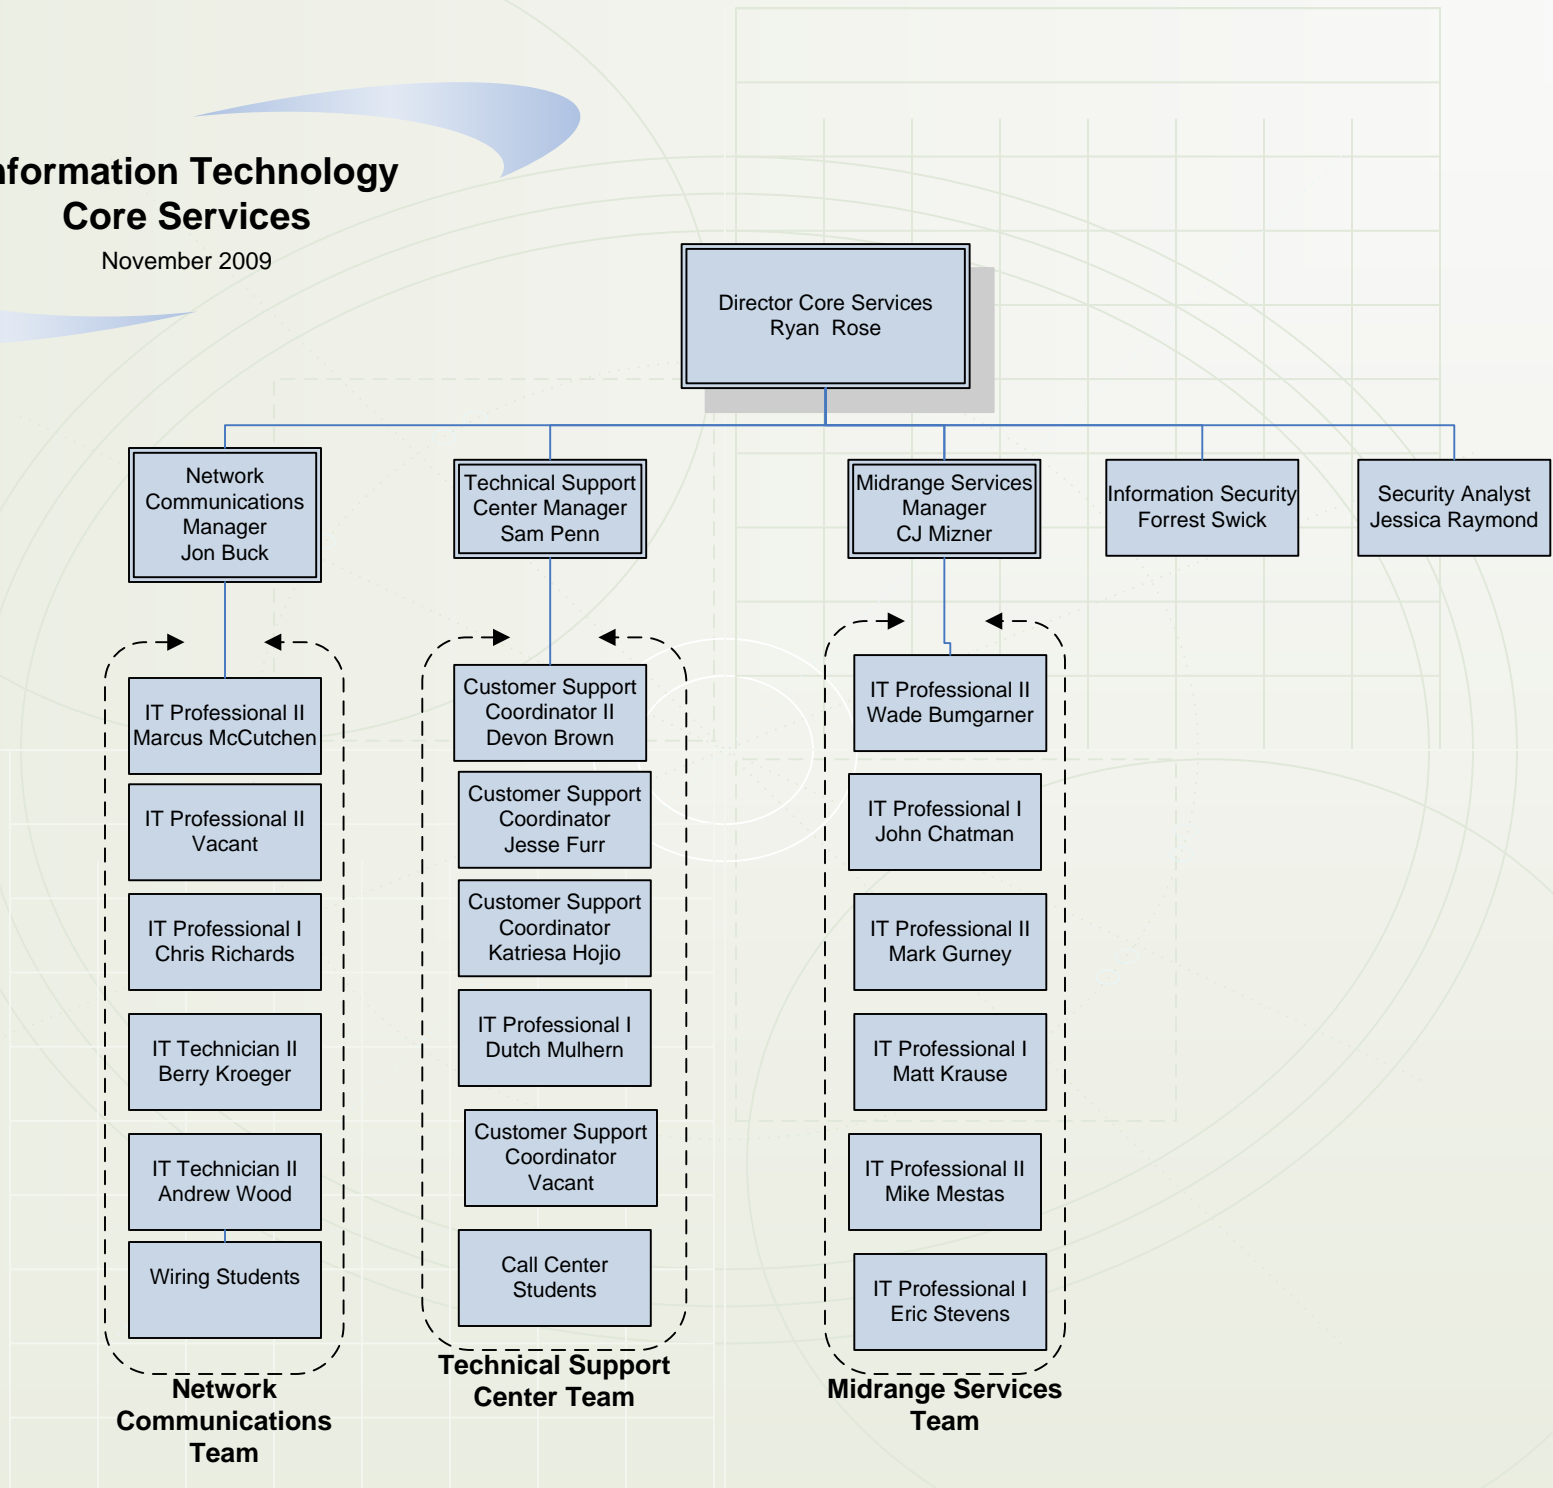 nformation Technology
Core Services
November 2009
Director Core Services
Ryan Rose
Network
Communications
Manager
Jon Buck
Technical Support
Center Manager
Sam Penn
Midrange Services
Manager
CJ Mizner
Information Security
Forrest Swick
Security Analyst
Jessica Raymond
IT Professional II
Marcus McCutchen
IT Professional II
Vacant
IT Professional I
Chris Richards
IT Technician II
Berry Kroeger
IT Technician II
Andrew Wood
Wiring Students
Network
Communications
Team
Customer Support
Coordinator II
Devon Brown
Customer Support
Coordinator
Jesse Furr
Customer Support
Coordinator
Katriesa Hojio
IT Professional I
Dutch Mulhern
Customer Support
Coordinator
Vacant
Call Center
Students
Technical Support
Center Team
IT Professional II
Wade Bumgarner
IT Professional I
John Chatman
IT Professional II
Mark Gurney
IT Professional I
Matt Krause
IT Professional II
Mike Mestas
IT Professional I
Eric Stevens
Midrange Services
Team